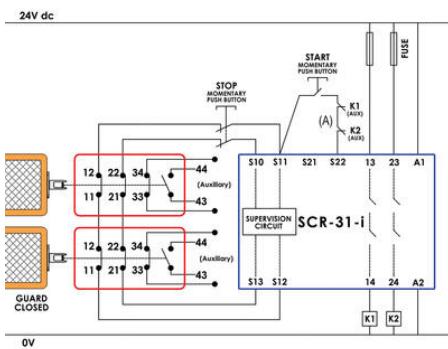 24V dc
START
MOMENTARY
PUSH BUTTON
FUSE
STOP
MOMENTARY
PUSH BUTTON
K1
(AUX)
(A)
K2
(AUX)
S10 S11 S21 S22 13 23 A1
12 22 34 44
(Auxiliary)
11 21 33 43
SUPERVISION
CIRCUIT
SCR-31-i
12 22 34 44
(Auxiliary)
11 21 33 43
S13 S12 14 24 A2
GUARD
CLOSED
K1 K2
0V